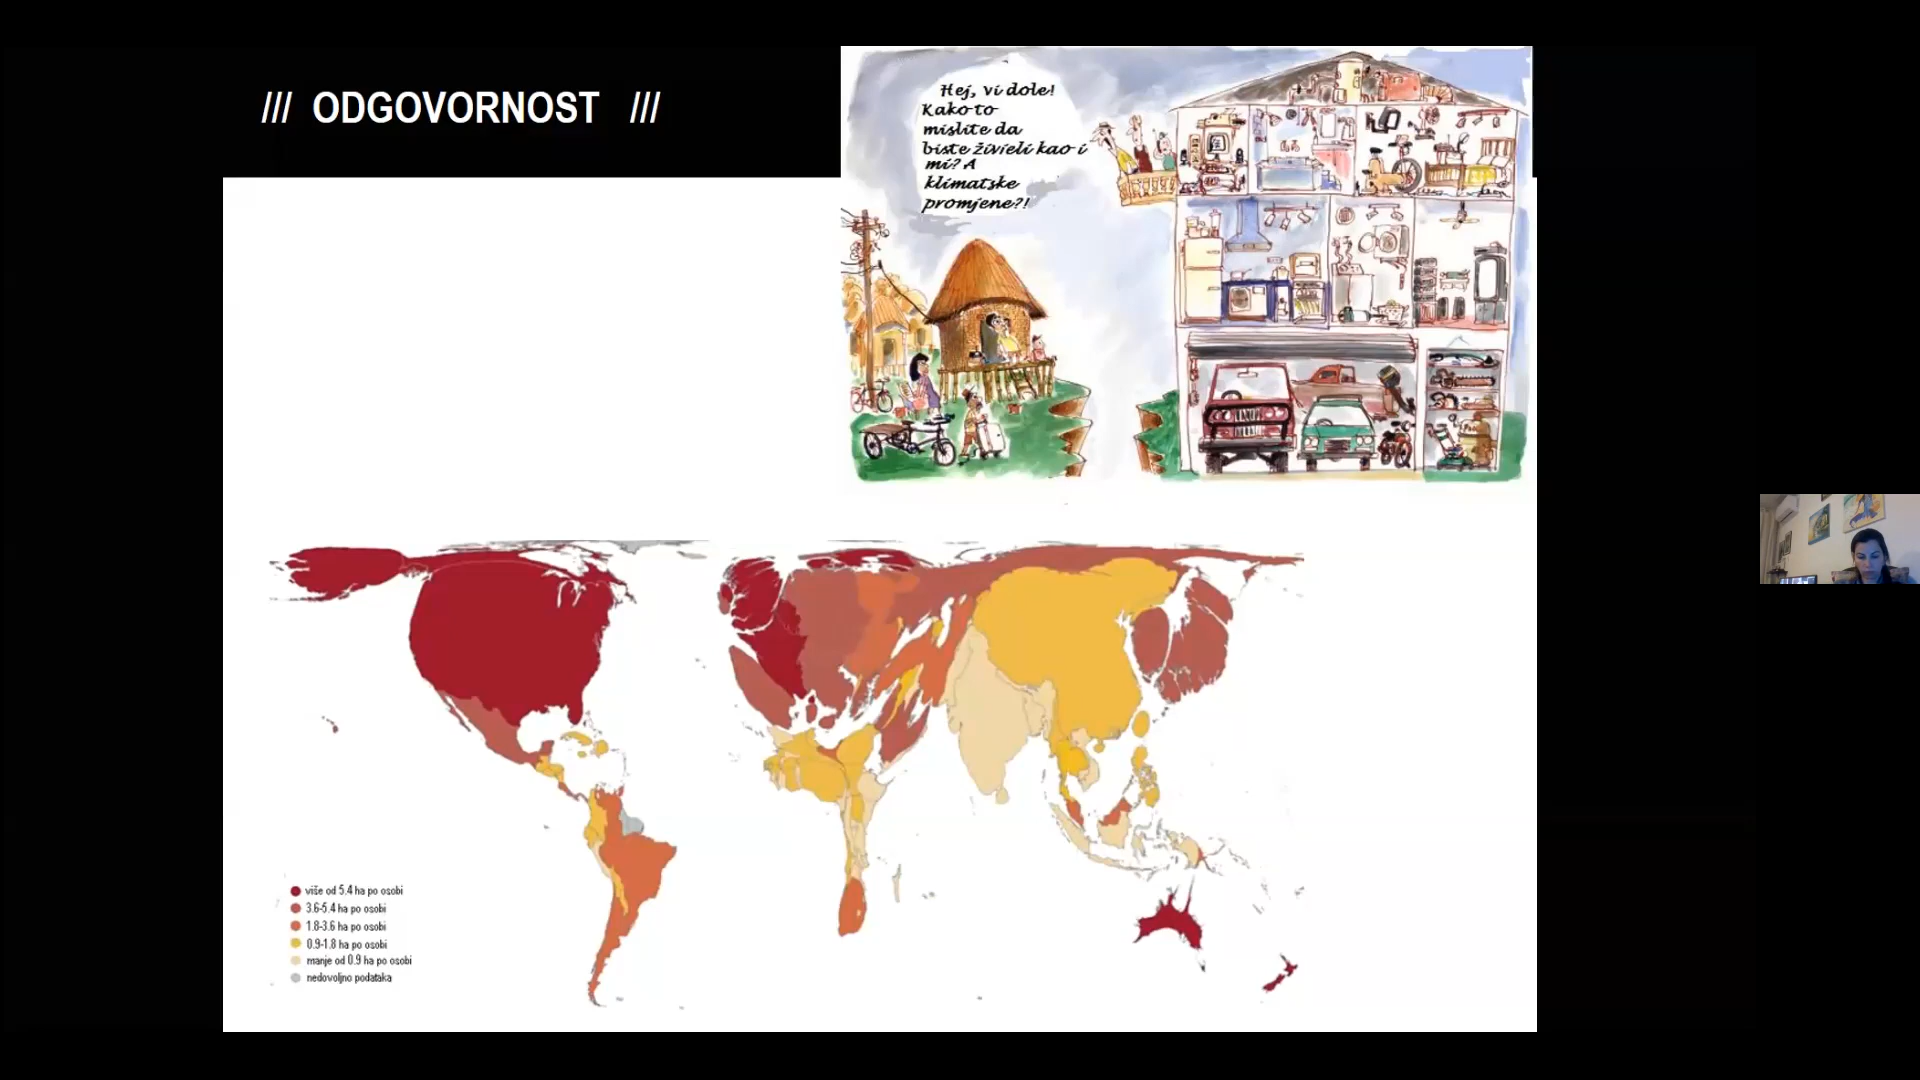 /// ODGOVORNOST ///
Hej, vi dole!
Kako to
mislite da
biste živjeli kao i
mi? A
klimatske
promjene?!
više od 5.4 ha po osobi
3.6-5.4 ha po osobi
1.8-3.6 ha po osobi
0.9-1.8 ha po osobi
manje od 0.9 ha po osobi
nedovoljno podataka